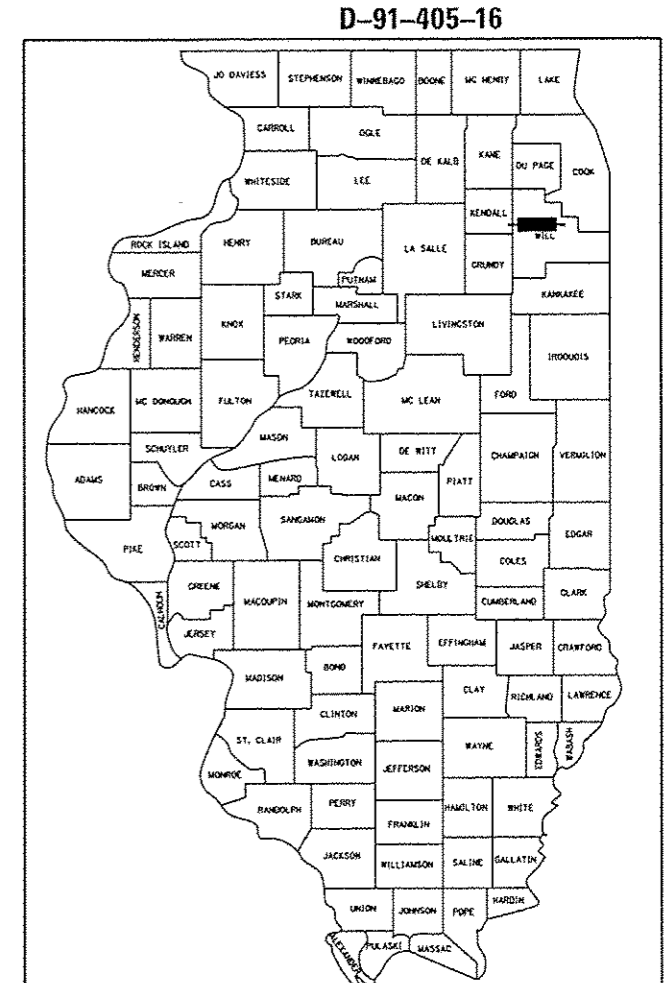 D-91-405-16
JO DAVIESS STEPHENSON WINNEBAGO BOONE MC HENRY LAKE
CARROLL OGLE
DE KALB KANE DU PAGE COOK
WHITESIDE LEE
KENDALL WILL
ROCK ISLAND HENRY BUREAU LA SALLE
MERCER PUTNAM GRUNDY
STARK KANKAKEE
MARSHALL
HENDERSON WARREN KNOX PEORIA WOODFORD LIVINGSTON IROQUOIS
HANCOCK MC DONOUGH FULTON TAZEWELL MC LEAN FORD
MASON
SCHUYLER LOGAN DE WITT CHAMPAIGN VERMILION
ADAMS BROWN CASS MENARD PIATT
MACON
MORGAN SANGAMON DOUGLAS
PIKE SCOTT MOULTRIE EDGAR
CHRISTIAN COLES
GREENE SHELBY
CALHOUN MACOUPIN MONTGOMERY CUMBERLAND CLARK
JERSEY
FAYETTE EFFINGHAM JASPER CRAWFORD
BOND
MADISON
CLAY RICHLAND LAWRENCE
CLINTON MARION
ST. CLAIR WAYNE EDWARDS WABASH
WASHINGTON JEFFERSON
MONROE
RANDOLPH PERRY HAMILTON WHITE
FRANKLIN
JACKSON
WILLIAMSON SALINE GALLATIN
HARDIN
UNION JOHNSON POPE
ALEXANDER PULASKI MASSAC